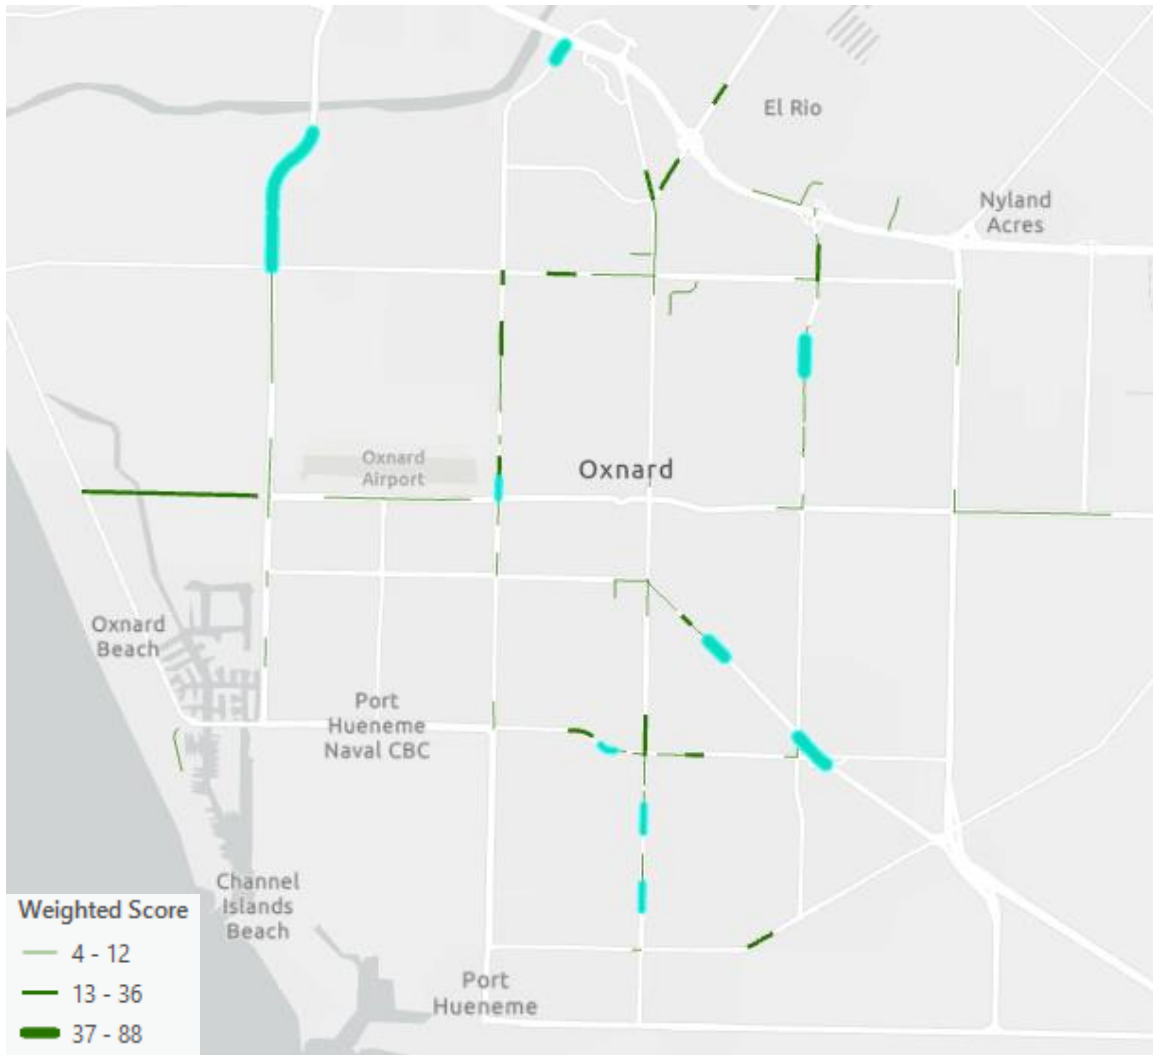 El Rio
Nyland
Acres
Oxnard
Airport
Oxnard
Oxnard
Beach
Port
Hueneme
Naval CBC
Channel
Islands
Beach
Port
Hueneme
Weighted Score
4 - 12
13 - 36
37 - 88